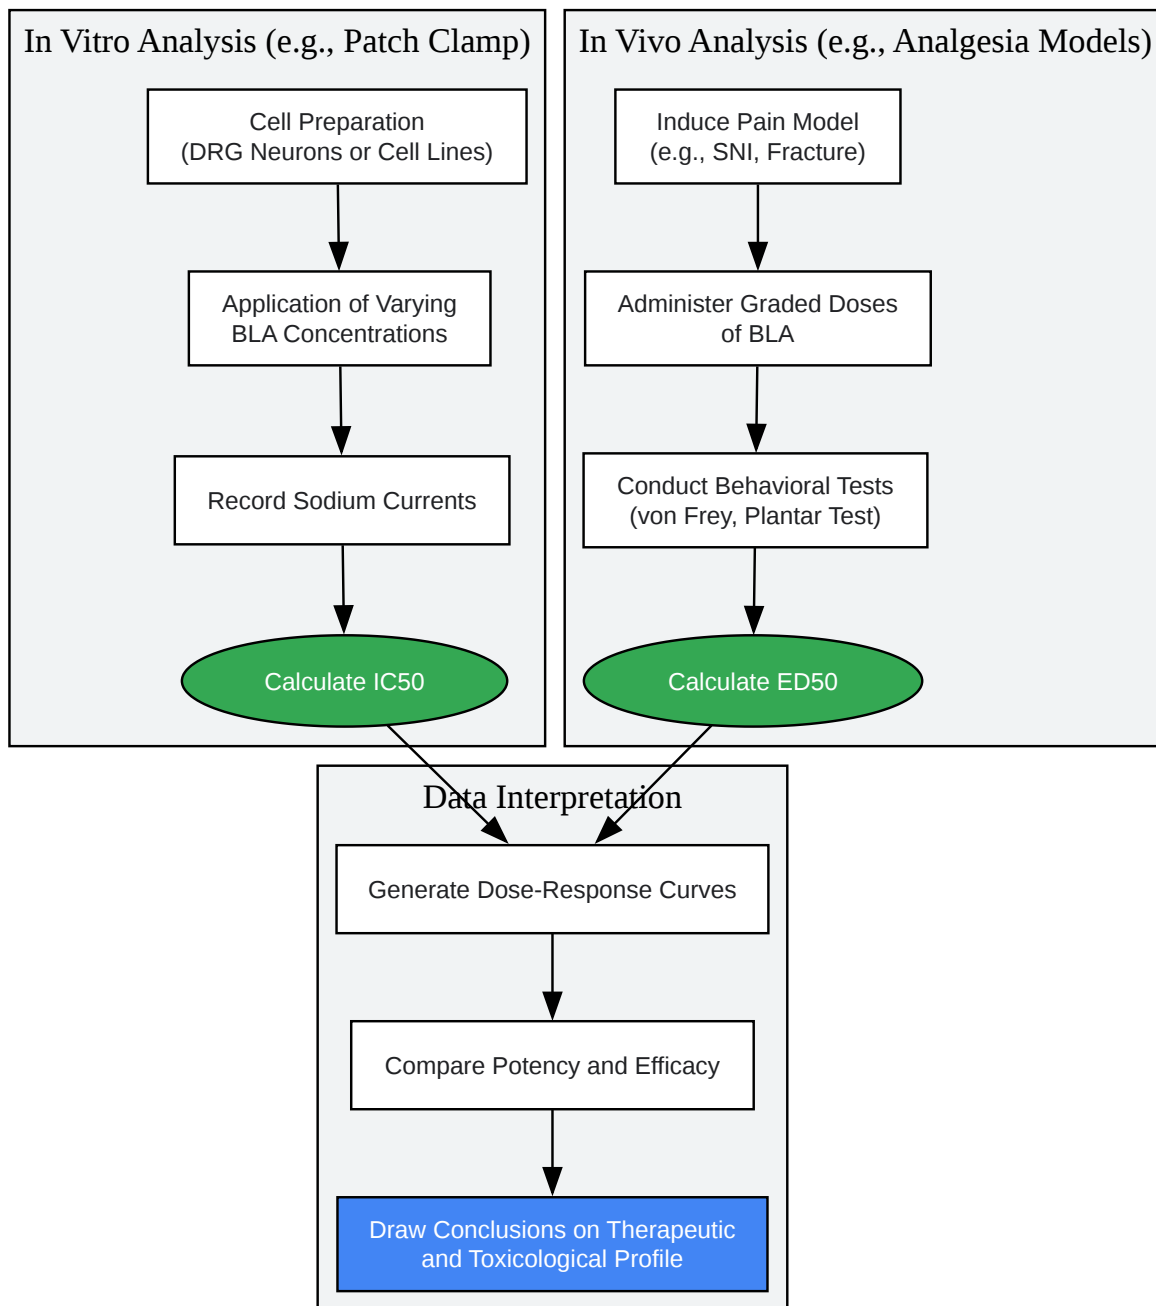 In Vitro Analysis (e.g., Patch Clamp)
Cell Preparation
(DRG Neurons or Cell Lines)
Application of Varying
BLA Concentrations
Record Sodium Currents
Calculate IC50
In Vivo Analysis (e.g., Analgesia Models)
Induce Pain Model
(e.g., SNI, Fracture)
Administer Graded Doses
of BLA
Conduct Behavioral Tests
(von Frey, Plantar Test)
Calculate ED50
Data Interpretation
Generate Dose-Response Curves
Compare Potency and Efficacy
Draw Conclusions on Therapeutic
and Toxicological Profile